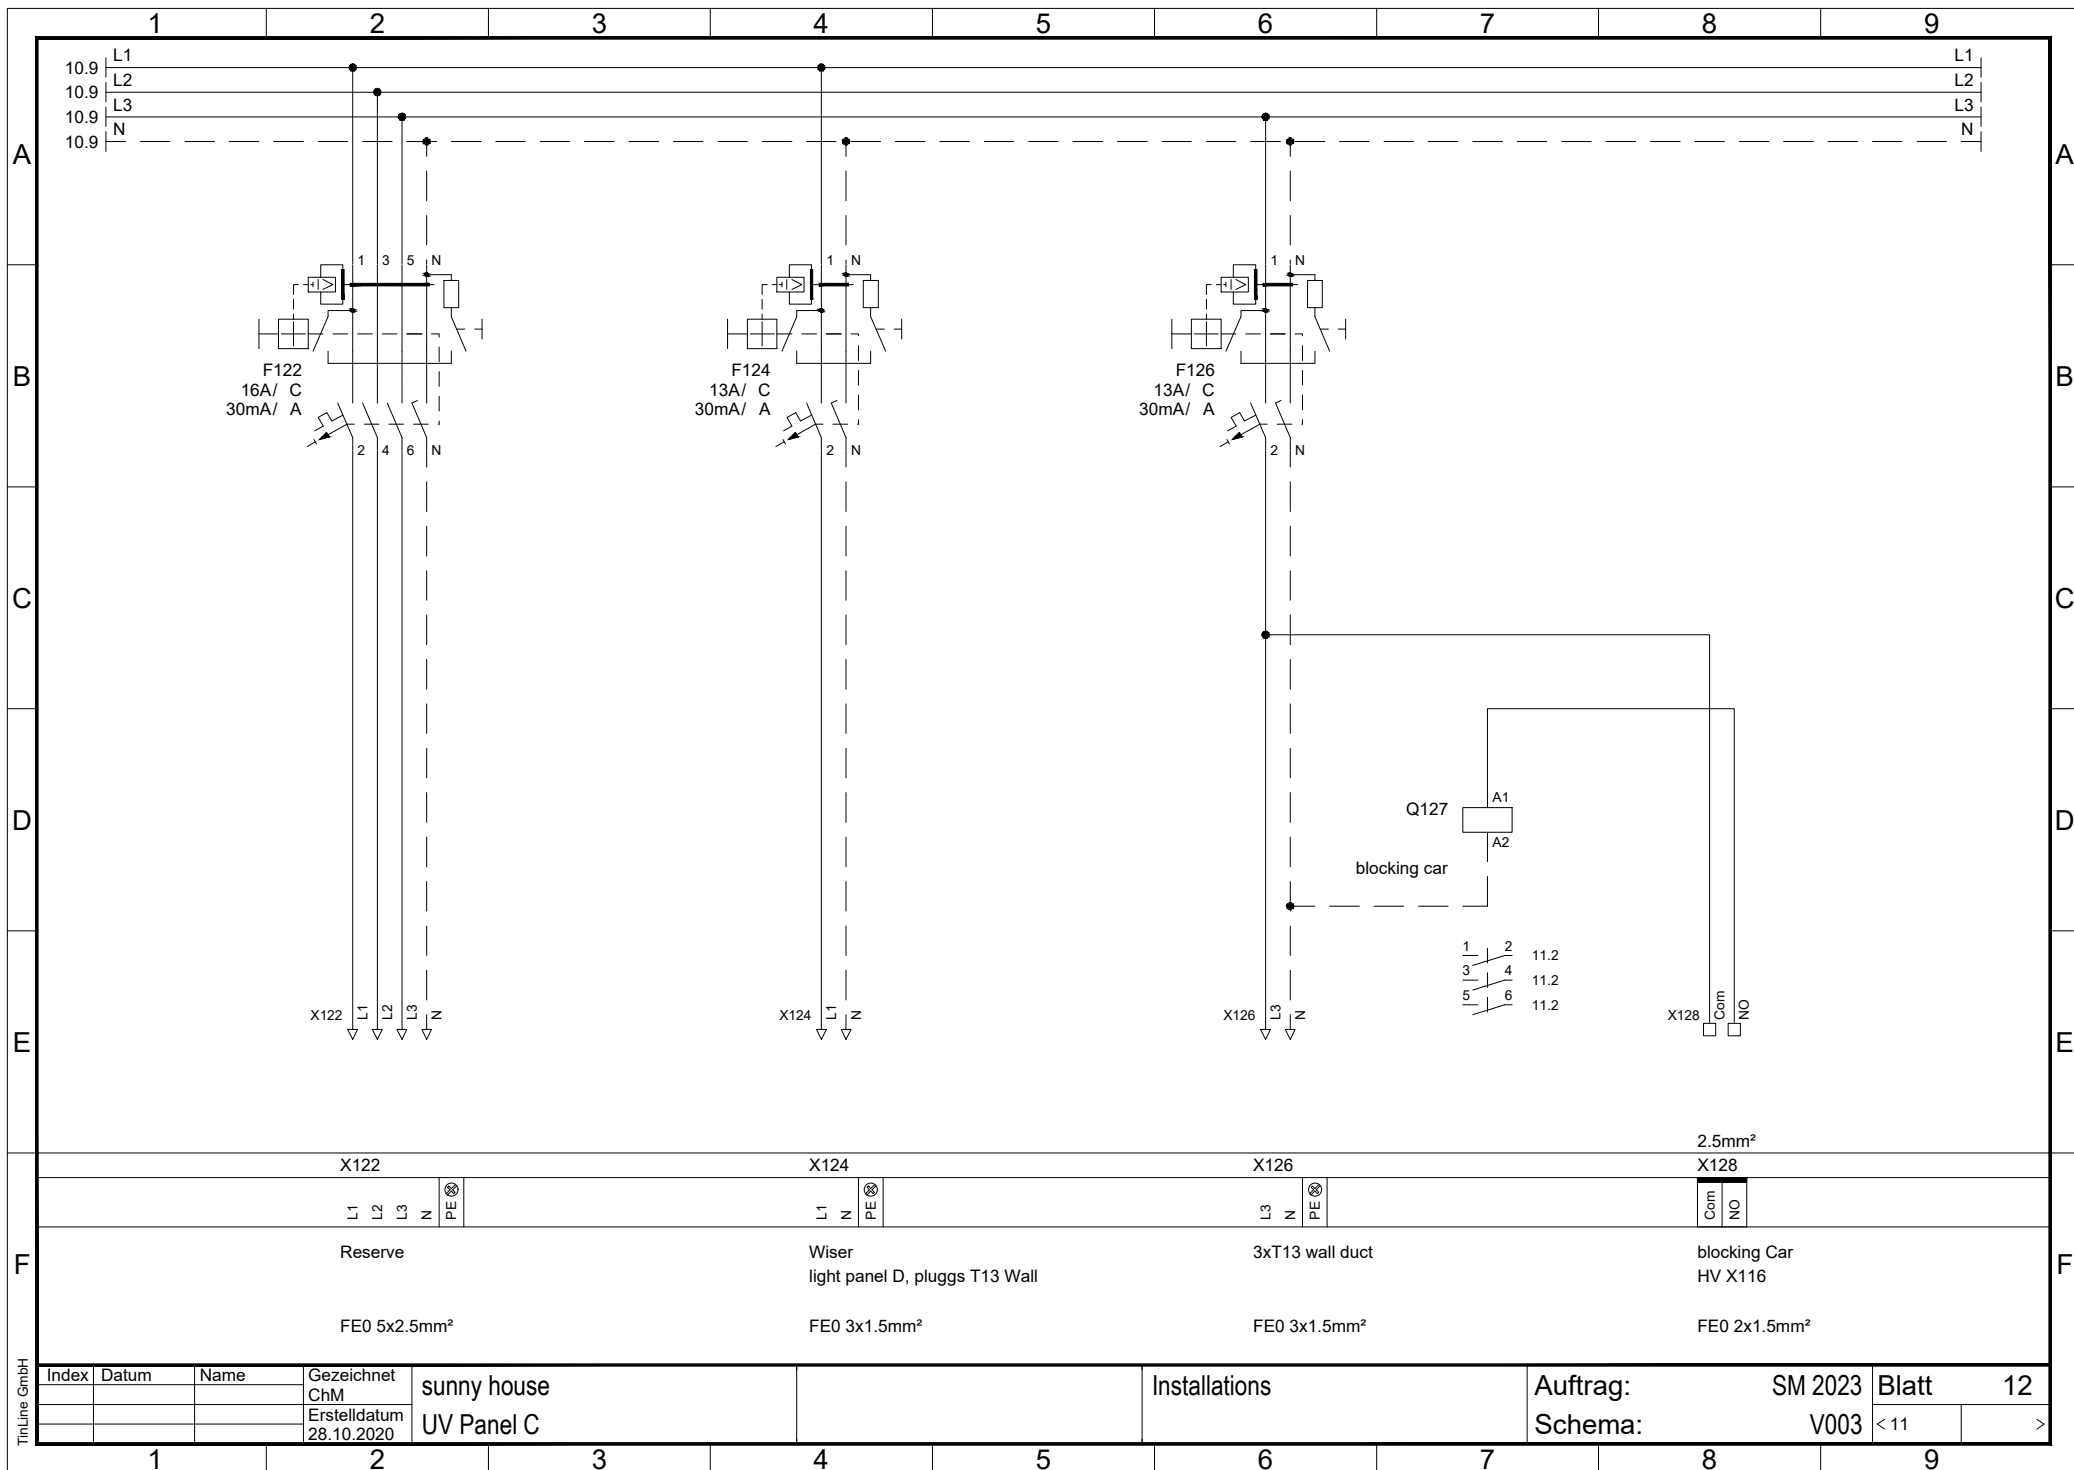 1 2 3 4 5 6 7 8 9
10.9 L1 L1
10.9 L2 L2
10.9 L3 L3
10.9 N N
A A
1 3 5 N 1 N 1 N
I> I> I>
F122 F124 F126
B B
16A/ C 13A/ C 13A/ C
30mA/ A 30mA/ A 30mA/ A
2 4 6 N 2 N 2 N
C C
A1
Q127
D D
A2
blocking car
1 2 11.2
3 4 11.2
5 6 11.2
X122 L1 L2 L3 N X124 L1 N X126 L3 N X128 Com NO
E E
2.5mm²
X122 X124 X126 X128
L1 L2 L3 N PE L1 N PE L3 N PE Com NO
Reserve Wiser 3xT13 wall duct blocking Car
F F
light panel D, pluggs T13 Wall HV X116
FE0 5x2.5mm² FE0 3x1.5mm² FE0 3x1.5mm² FE0 2x1.5mm²
TinLine GmbH
Index Datum Name Gezeichnet
ChM
Erstelldatum
28.10.2020
sunny house
UV Panel C
Installations
Auftrag: SM 2023
Schema: V003
Blatt 12
< 11 >
1 2 3 4 5 6 7 8 9